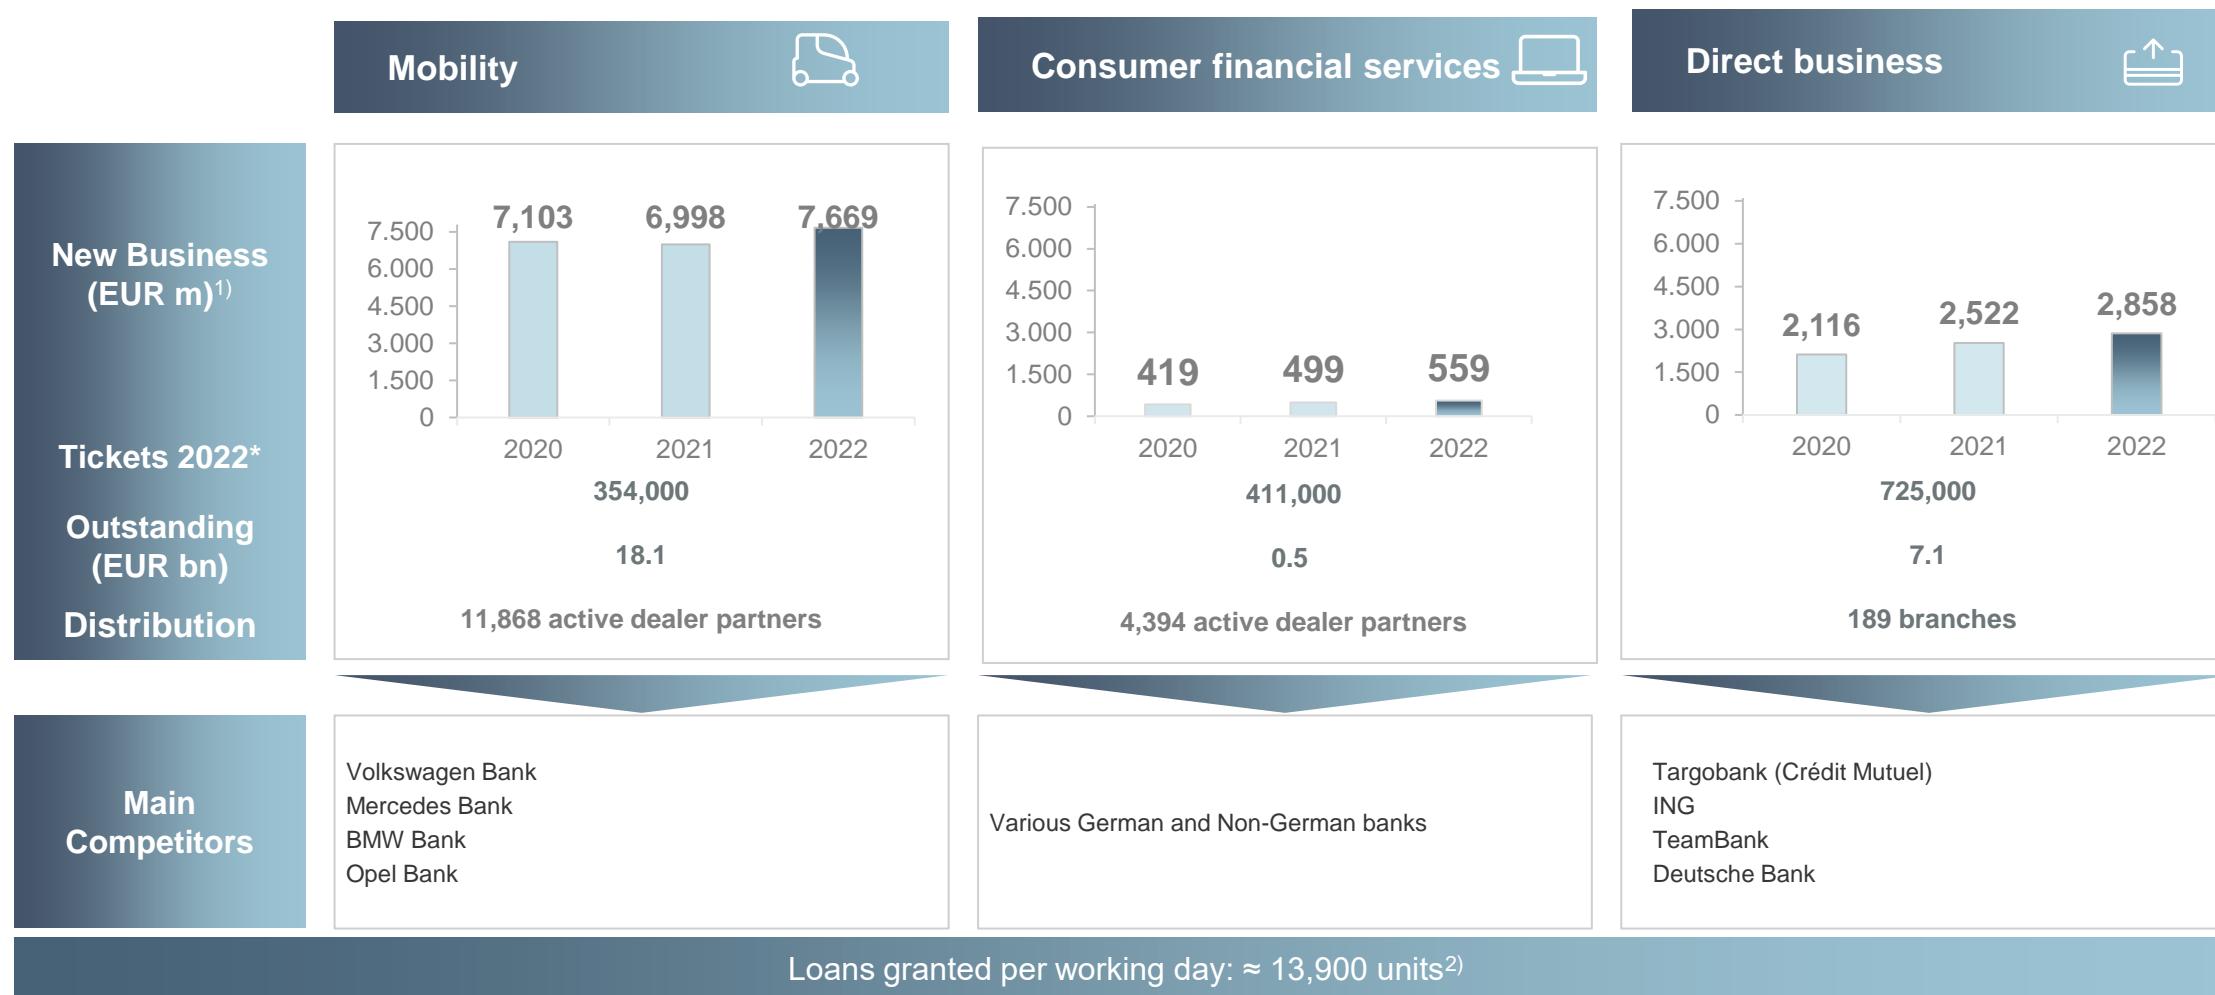 Mobility
Consumer financial services
Direct business
New Business
(EUR m)1)
7.500
6.000
4.500
3.000
1.500
0
7,103
6,998
7,669
2020
2021
2022
7.500
6.000
4.500
3.000
1.500
0
419
499
559
2020
2021
2022
7.500
6.000
4.500
3.000
1.500
0
2,116
2,522
2,858
2020
2021
2022
Tickets 2022*
354,000
411,000
725,000
Outstanding
(EUR bn)
18.1
0.5
7.1
Distribution
11,868 active dealer partners
4,394 active dealer partners
189 branches
Main
Competitors
Volkswagen Bank
Mercedes Bank
BMW Bank
Opel Bank
Various German and Non-German banks
Targobank (Crédit Mutuel)
ING
TeamBank
Deutsche Bank
Loans granted per working day: ≈ 13,900 units2)